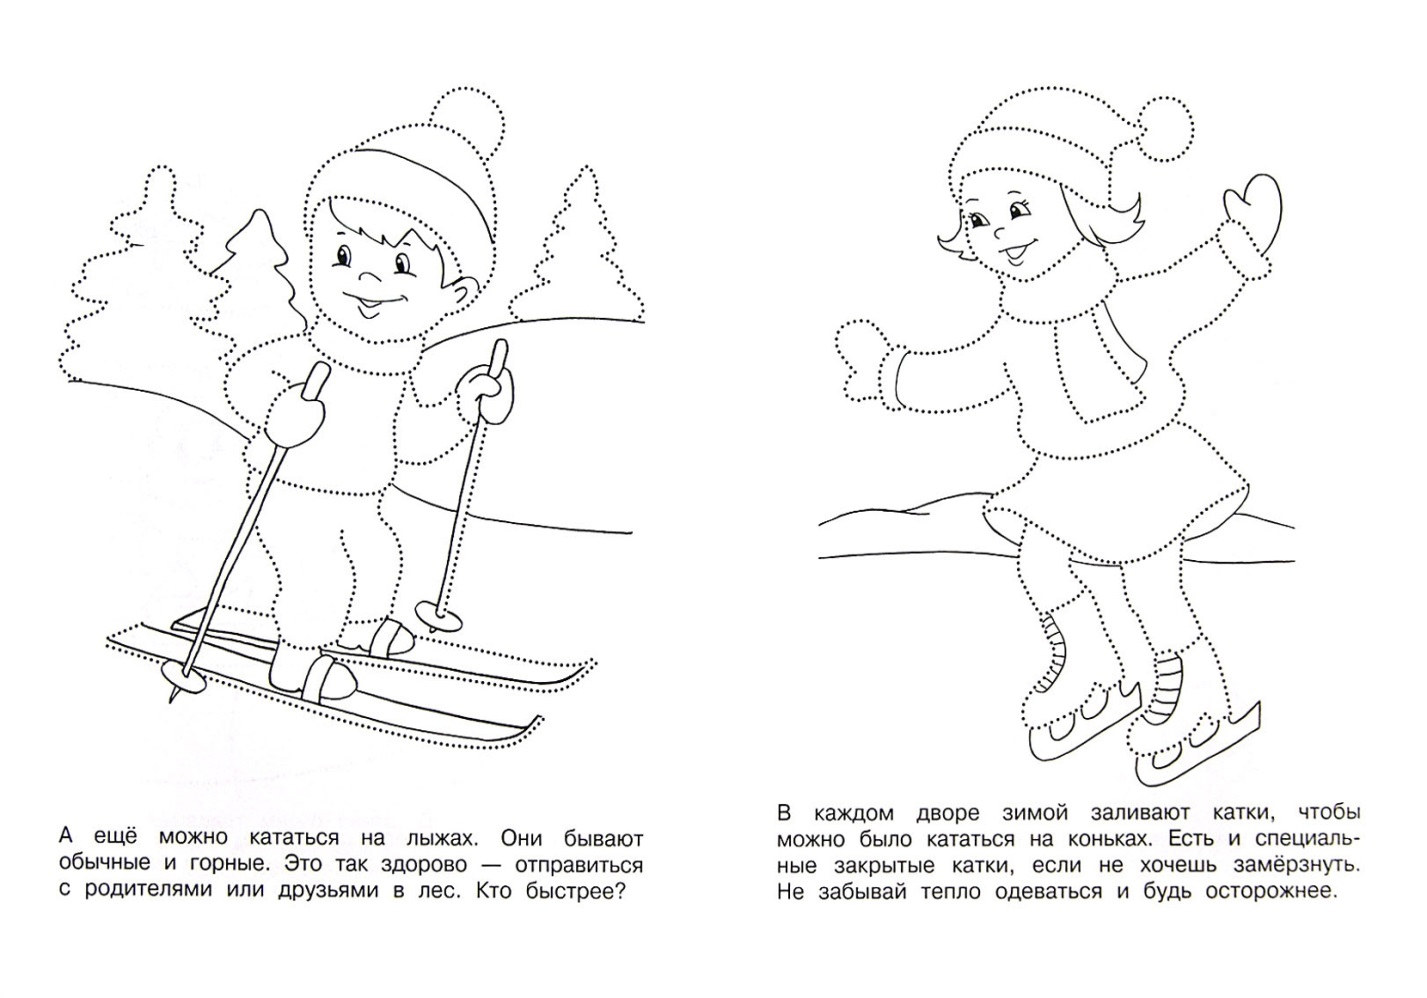 А ещё можно кататься на лыжах. Они бывают
обычные и горные. Это так здорово — отправиться
с родителями или друзьями в лес. Кто быстрее?
В каждом дворе зимой заливают катки, чтобы
можно было кататься на коньках. Есть и специаль-
ные закрытые катки, если не хочешь замёрзнуть.
Не забывай тепло одеваться и будь осторожнее.